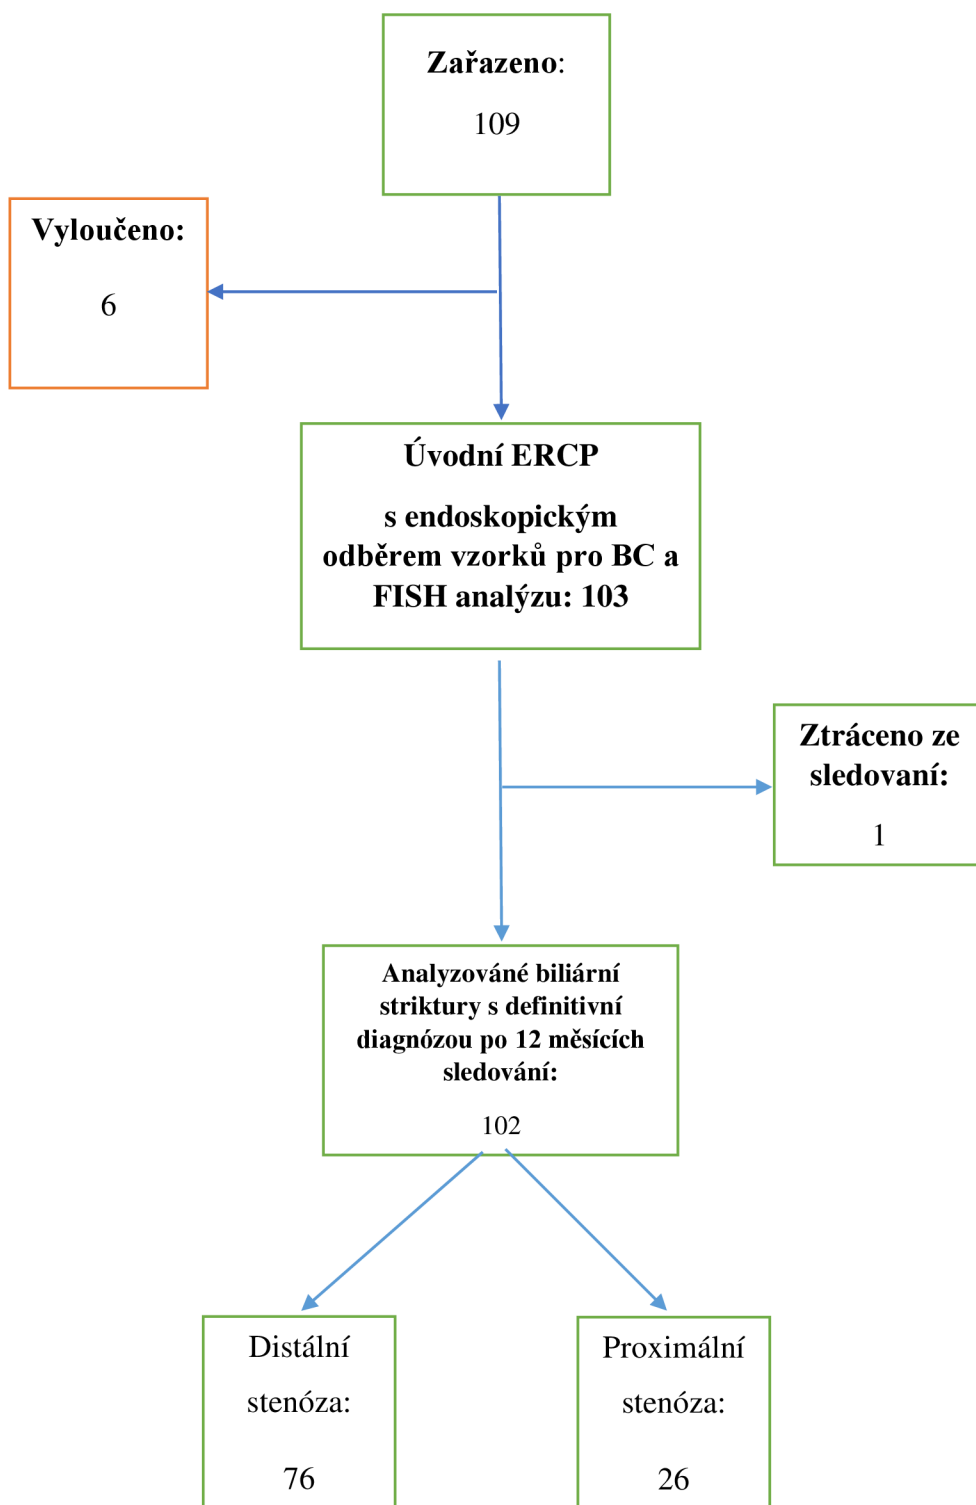 Zařazeno:
109
Vyloučeno:
6
Úvodní ERCP
s endoskopickým
odběrem vzorků pro BC a
FISH analýzu: 103
Ztráceno ze
sledovaní:
1
Analyzováné biliární
striktury s definitivní
diagnózou po 12 měsících
sledování:
102
Distální
stenóza:
76
Proximální
stenóza:
26